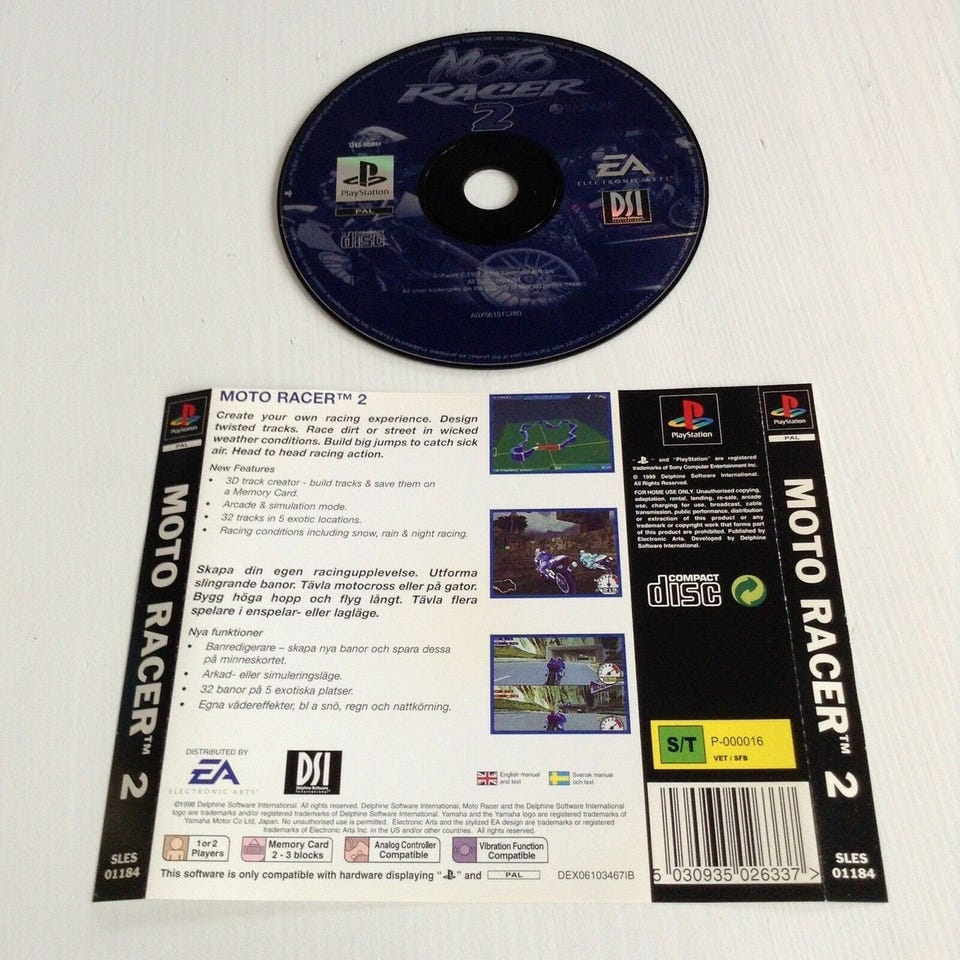 MOTO
RACER
2
PlayStation
PAL
COMPACT
disc
EA
ELECTRONIC ARTS
DSI
All Rights Reserved.
MOTO RACER™ 2
Create your own racing experience. Design
twisted tracks. Race dirt or street in wicked
weather conditions. Build big jumps to catch sick
air. Head to head racing action.
New Features
• 3D track creator - build tracks & save them on
a Memory Card.
• Arcade & simulation mode.
• 32 tracks in 5 exotic locations.
• Racing conditions including snow, rain & night racing.
Skapa din egen racingupplevelse. Utforma
slingrande banor. Tävla motocross eller på gator.
Bygg höga hopp och flyg långt. Tävla flera
spelare i enspelar- eller lagläge.
Nya funktioner
• Banredigerare – skapa nya banor och spara dessa
på minneskortet.
• Arkad- eller simuleringsläge.
• 32 banor på 5 exotiska platser.
• Egna vädereffekter, bl a snö, regn och nattkörning.
DISTRIBUTED BY
EA
ELECTRONIC ARTS
DSI
Delphine Software
International
English manual
and text
Svensk manual
och text
©1998 Delphine Software International. All rights reserved. Delphine Software International, Moto Racer and the Delphine Software International
logo are trademarks and/or registered trademarks of Delphine Software International. Yamaha and the Yamaha logo are registered trademarks of
Yamaha Motor Co Ltd, Japan. No unauthorised use is permitted. Electronic Arts and the stylized EA design are trademarks or registered
trademarks of Electronic Arts Inc. in the US and/or other countries. All rights reserved.
1 or 2
Players
Memory Card
2 - 3 blocks
Analog Controller
Compatible
Vibration Function
Compatible
This software is only compatible with hardware displaying " " and PAL
DEX06103467IB
PlayStation
PAL
MOTO RACER™ 2
SLES
01184
PlayStation
" " and "PlayStation" are registered
trademarks of Sony Computer Entertainment Inc.
© 1999 Delphine Software International.
All Rights Reserved.
FOR HOME USE ONLY. Unauthorised copying,
adaptation, rental, lending, re-sale, arcade
use, charging for use, broadcast, cable
transmission, public performance, distribution
or extraction of this product or any
trademark or copyright work that forms part
of this product are prohibited. Published by
Electronic Arts. Developed by Delphine
Software International.
COMPACT
disc
S/T P-000016
VET / SFB
5 030935 026337 >
PlayStation
PAL
MOTO RACER™ 2
SLES
01184